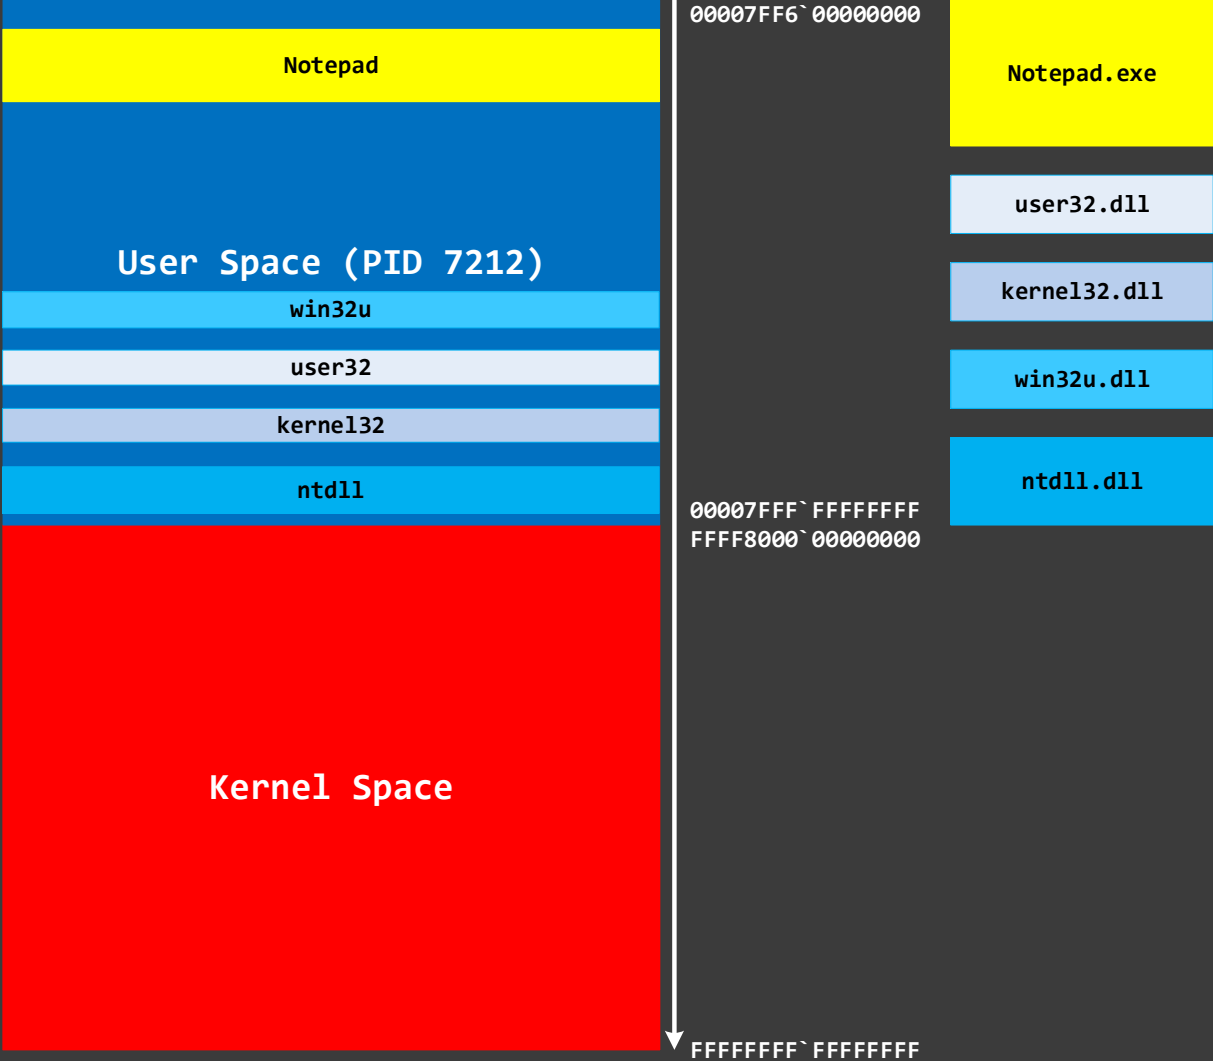 00007FF6`00000000
Notepad
Notepad.exe
user32.dll
User Space (PID 7212)
kernel32.dll
win32u
user32
win32u.dll
kernel32
ntdll
ntdll.dll
00007FFF`FFFFFFFF
FFFF8000`00000000
Kernel Space
FFFFFFFF`FFFFFFFF